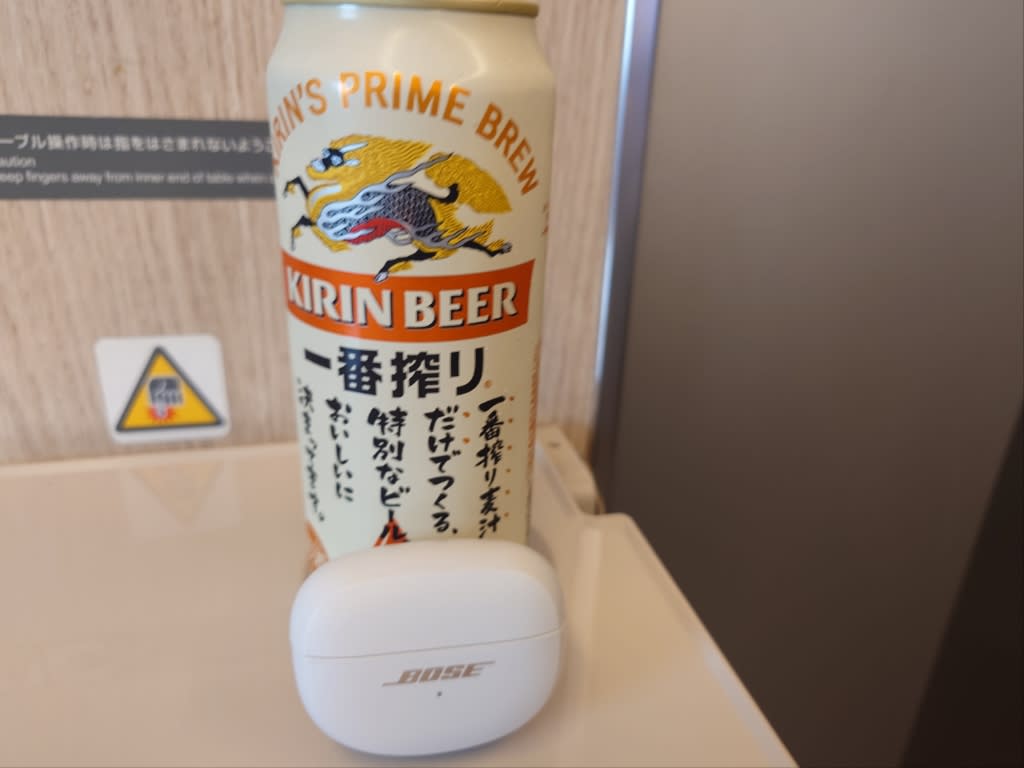 ーブル操作時は指をはさまれないよう
aution
eep fingers away from inner end of table when
KIRIN'S PRIME BREW
KIRIN BEER
一番搾り
一番搾り麦汁
だけでつくる、
特別なビール
おいしいに
決まってます。
BOSE